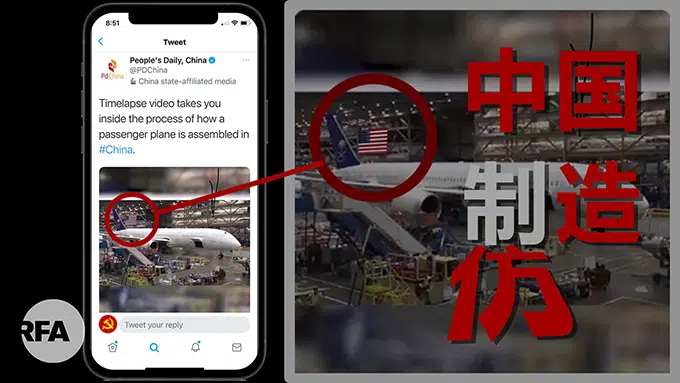 8:51
Tweet
People's Daily, China
PDChina
@PDChina
China state-affiliated media
Timelapse video takes you
inside the process of how a
passenger plane is assembled in
#China.
Tweet your reply
RFA
中国
制造
仿